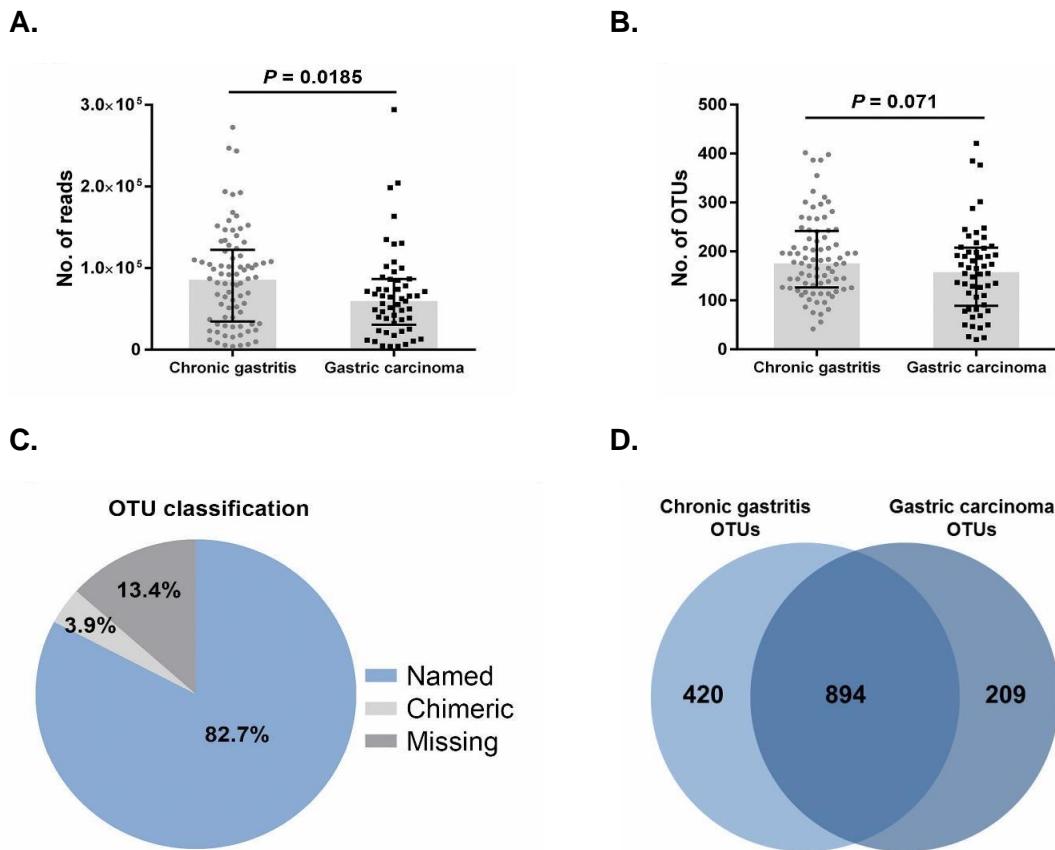 A.
P = 0.0185
No. of reads
3.0×10⁵
2.0×10⁵
1.0×10⁵
0
Chronic gastritis
Gastric carcinoma
B.
P = 0.071
No. of OTUs
500
400
300
200
100
0
Chronic gastritis
Gastric carcinoma
C.
OTU classification
13.4%
3.9%
82.7%
Named
Chimeric
Missing
D.
Chronic gastritis
OTUs
Gastric carcinoma
OTUs
420
894
209